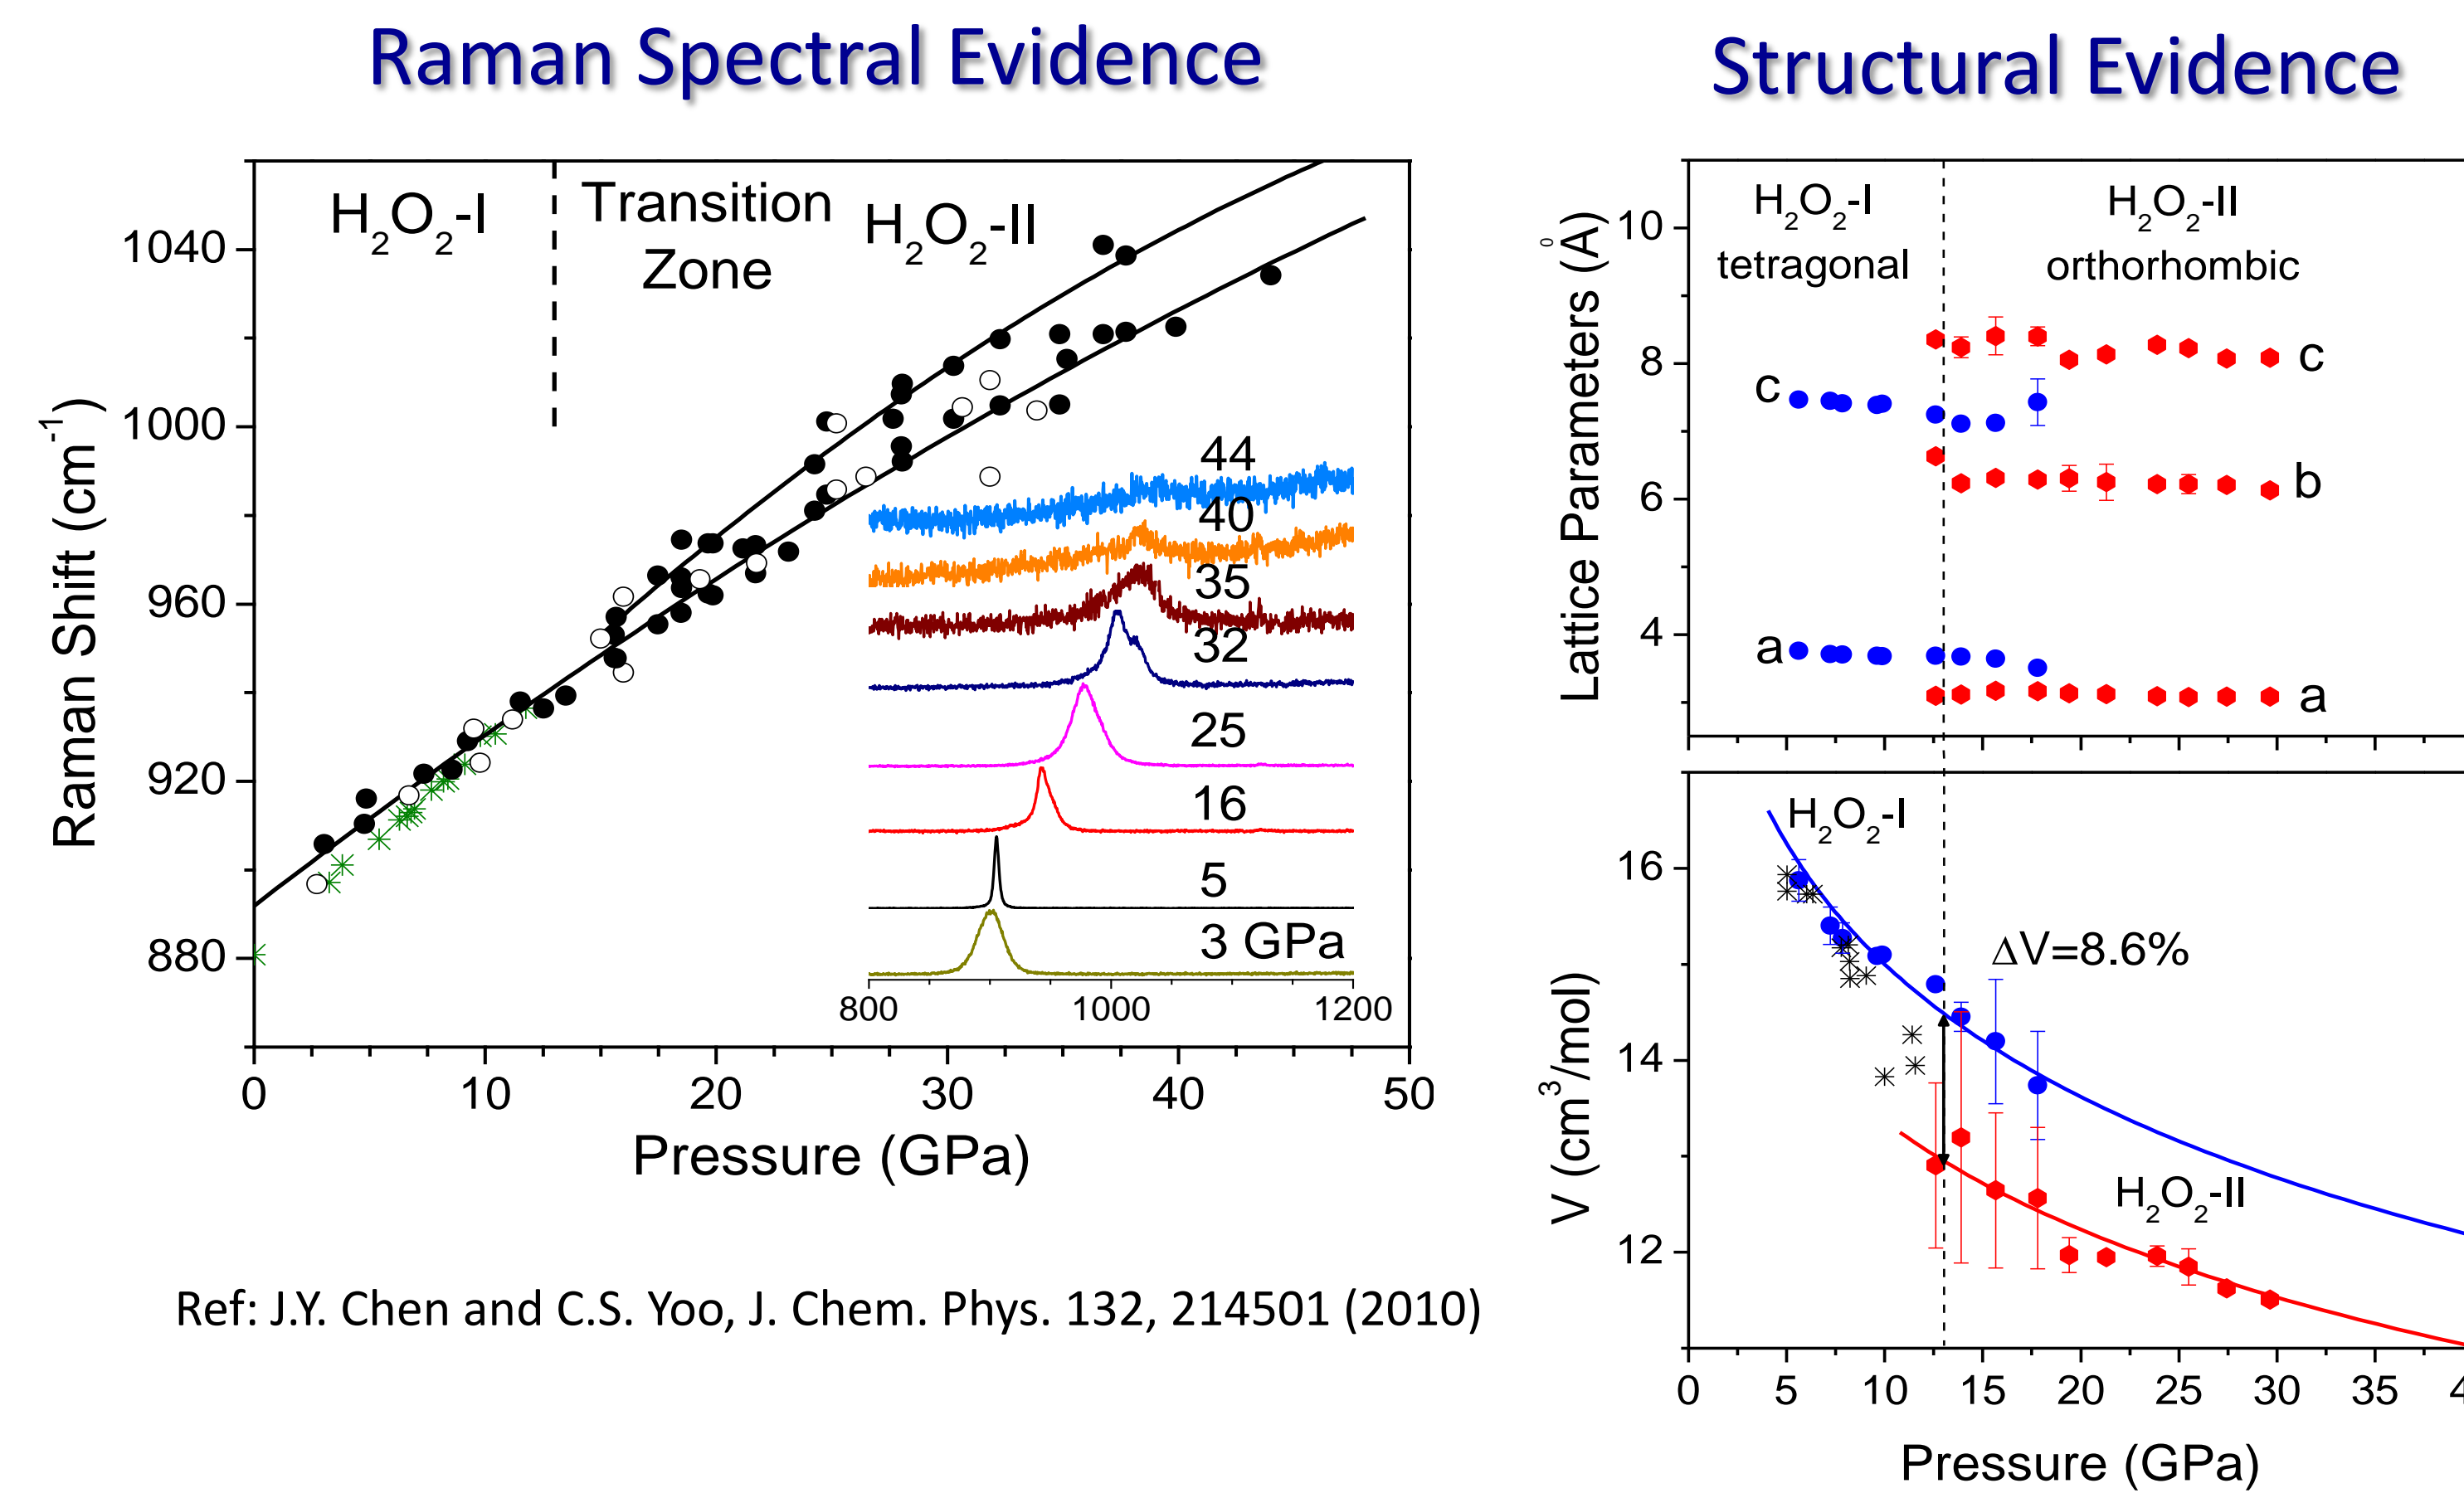 Raman Spectral Evidence
H2O2-I
Transition
Zone
H2O2-II
Raman Shift (cm-1)
1040
1000
960
920
880
44
40
35
32
25
16
5
3 GPa
800 1000 1200
0 10 20 30 40 50
Pressure (GPa)
Ref: J.Y. Chen and C.S. Yoo, J. Chem. Phys. 132, 214501 (2010)
Structural Evidence
Lattice Parameters (Å)
10
8
6
4
H2O2-I
tetragonal
H2O2-II
orthorhombic
c
c
b
a
a
V (cm3/mol)
16
14
12
H2O2-I
ΔV=8.6%
H2O2-II
0 5 10 15 20 25 30 35
Pressure (GPa)